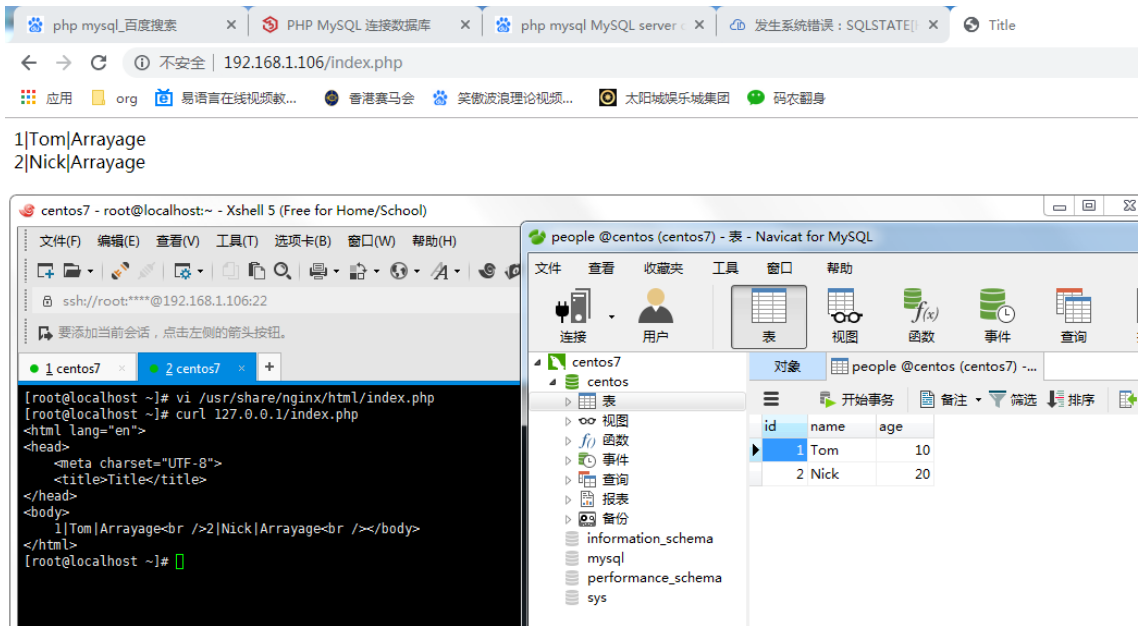 php mysql_百度搜索 PHP MySQL 连接数据库 php mysql MySQL server 发生系统错误：SQLSTATE[ Title
不安全 192.168.1.106/index.php
应用 org 易语言在线视频教... 香港赛马会 笑傲波浪理论视频... 太阳城娱乐城集团 码农翻身
1|Tom|Arrayage
2|Nick|Arrayage
centos7 - root@localhost:~ - Xshell 5 (Free for Home/School)
文件(F) 编辑(E) 查看(V) 工具(T) 选项卡(B) 窗口(W) 帮助(H)
ssh://root:****@192.168.1.106:22
要添加当前会话，点击左侧的箭头按钮。
1 centos7 2 centos7
[root@localhost ~]# vi /usr/share/nginx/html/index.php
[root@localhost ~]# curl 127.0.0.1/index.php
<html lang="en">
<head>
<meta charset="UTF-8">
<title>Title</title>
</head>
<body>
1|Tom|Arrayage<br />2|Nick|Arrayage<br /></body>
</html>
[root@localhost ~]#
people @centos (centos7) - 表 - Navicat for MySQL
文件 查看 收藏夹 工具 窗口 帮助
连接 用户 表 视图 函数 事件 查询
centos7
centos
表
视图
函数
事件
查询
报表
备份
information_schema
mysql
performance_schema
sys
对象 people @centos (centos7) -...
开始事务 备注 筛选 排序
id name age
1 Tom 10
2 Nick 20